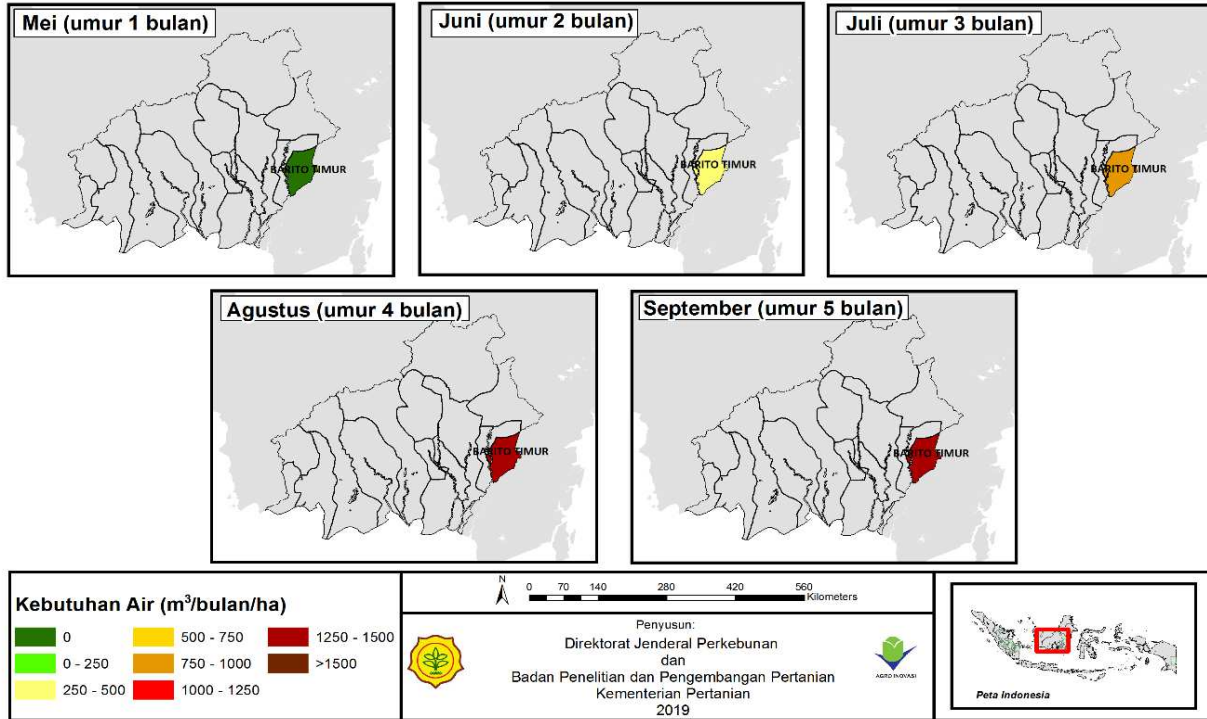 Mei (umur 1 bulan)
BARITO TIMUR
Juni (umur 2 bulan)
BARITO TIMUR
Juli (umur 3 bulan)
BARITO TIMUR
Agustus (umur 4 bulan)
BARITO TIMUR
September (umur 5 bulan)
BARITO TIMUR
Kebutuhan Air (m³/bulan/ha)
0
0 - 250
250 - 500
500 - 750
750 - 1000
1000 - 1250
1250 - 1500
>1500
N
0 70 140 280 420 560
Kilometers
Penyusun:
Direktorat Jenderal Perkebunan
dan
Badan Penelitian dan Pengembangan Pertanian
Kementerian Pertanian
2019
AGRO INOVASI
Peta Indonesia